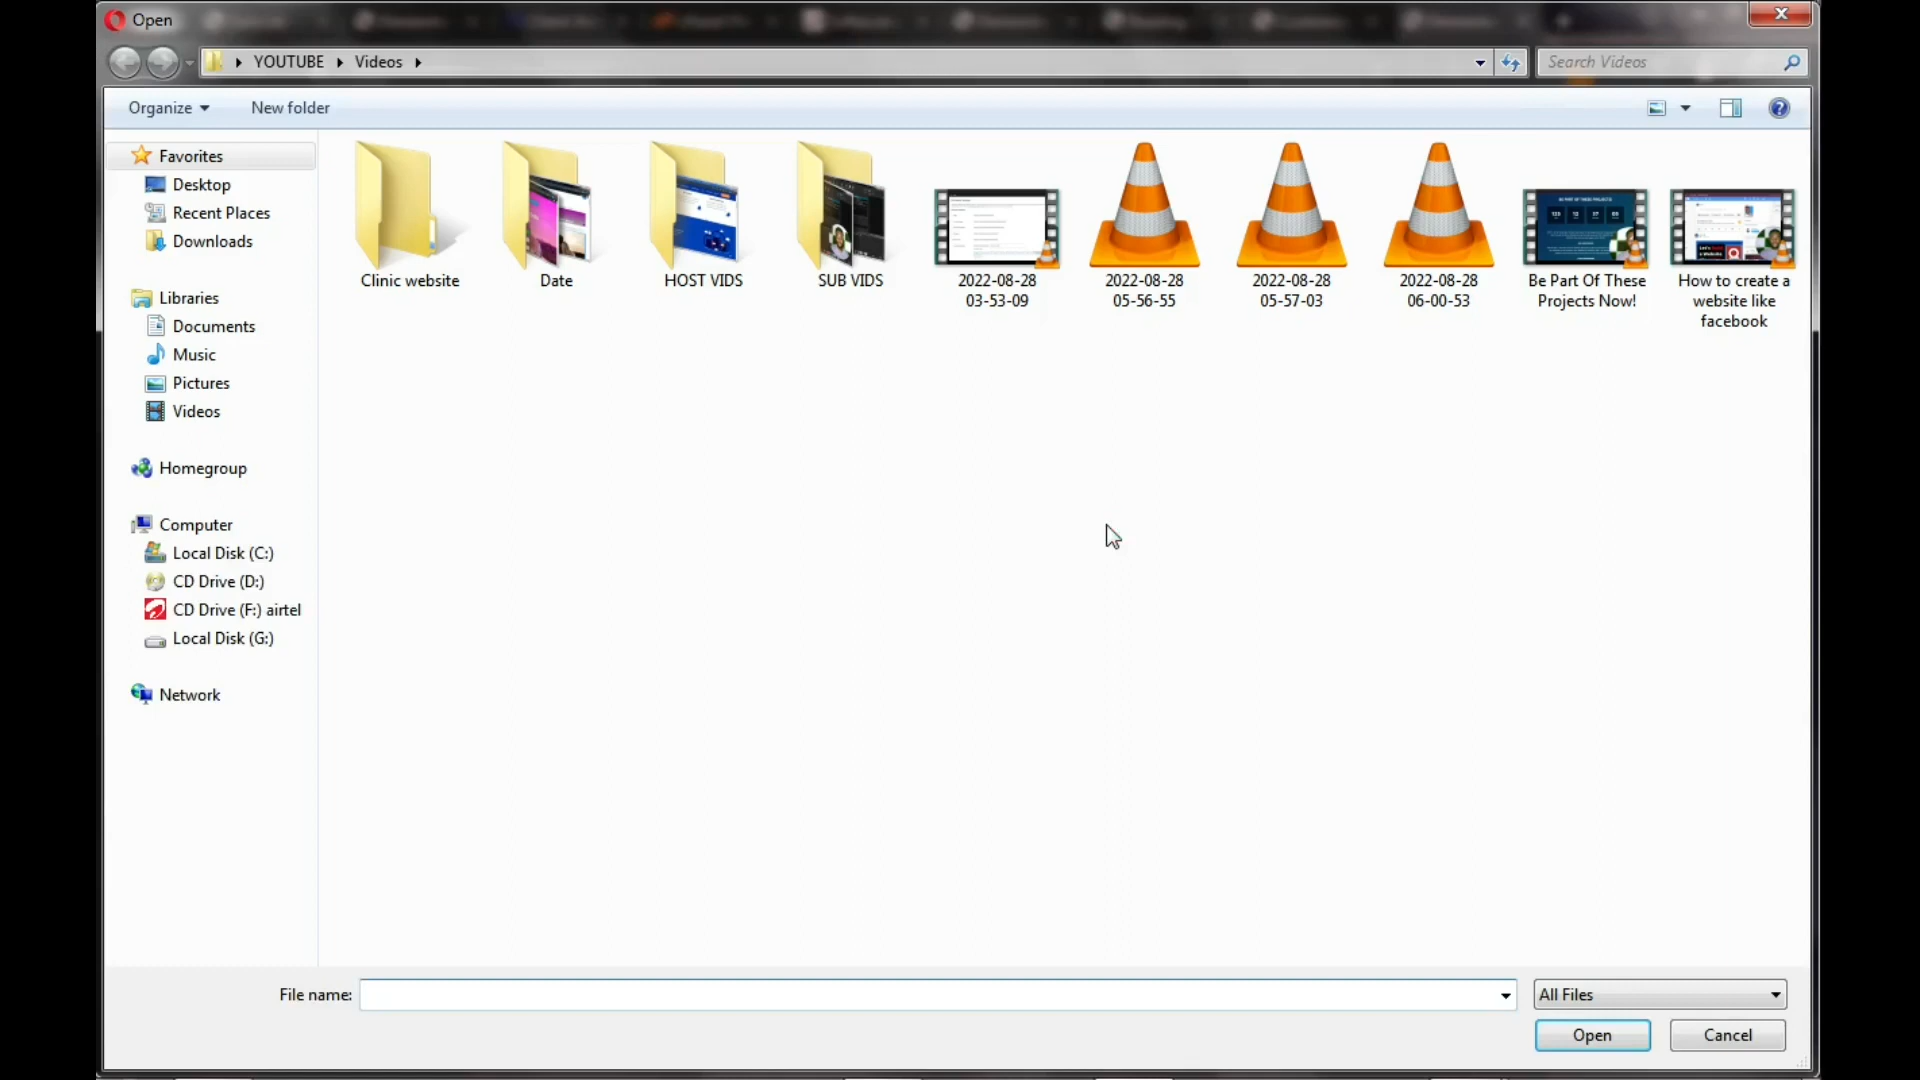 Open
YOUTUBE Videos
Search Videos
Organize
New folder
Favorites
Desktop
Recent Places
Downloads
Libraries
Documents
Music
Pictures
Videos
Homegroup
Computer
Local Disk (C:)
CD Drive (D:)
CD Drive (F:) airtel
Local Disk (G:)
Network
Clinic website
Date
HOST VIDS
SUB VIDS
2022-08-28
03-53-09
2022-08-28
05-56-55
2022-08-28
05-57-03
2022-08-28
06-00-53
Be Part Of These
Projects Now!
How to create a
website like
facebook
File name:
All Files
Open
Cancel